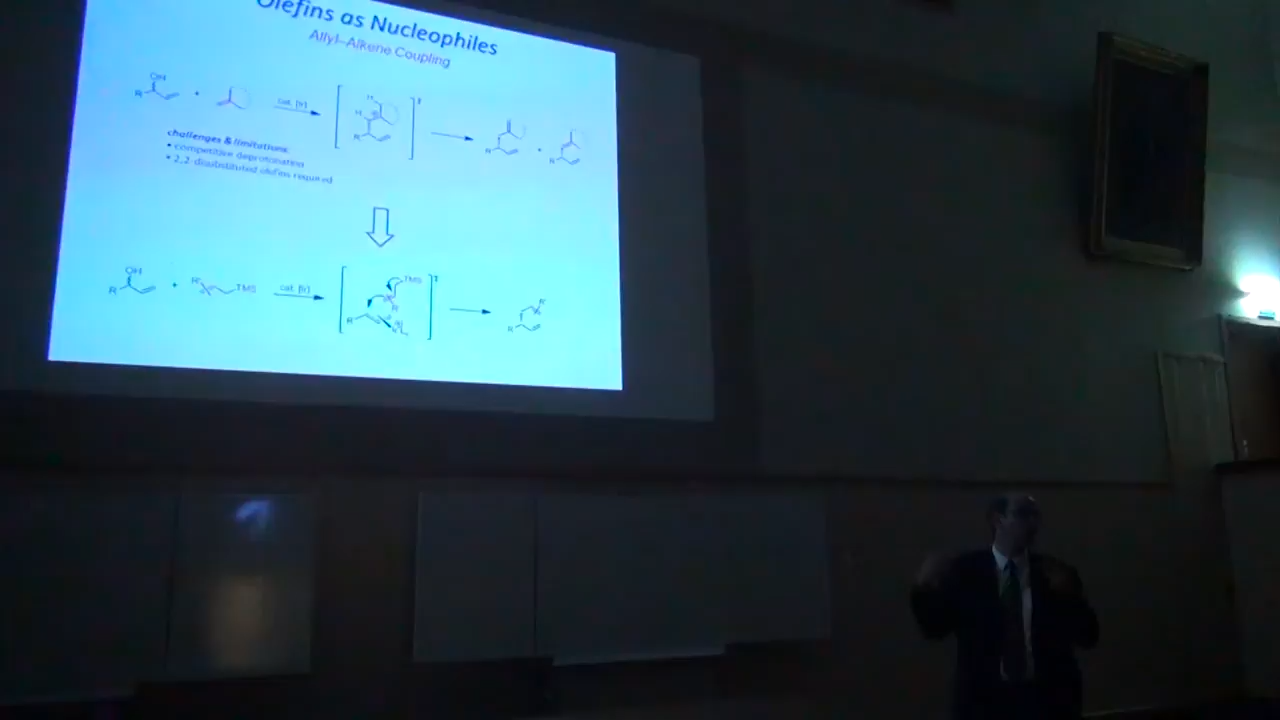 Olefins as Nucleophiles
Allyl–Alkene Coupling
OH
R
+
cat. [Ir]
H
H
R
‡
R
+
R
challenges & limitations:
• competitive deprotonation
• 2,2-disubstituted olefins required
OH
R
+
R'
TMS
cat. [Ir]
TMS
R
R
‡
R'
R